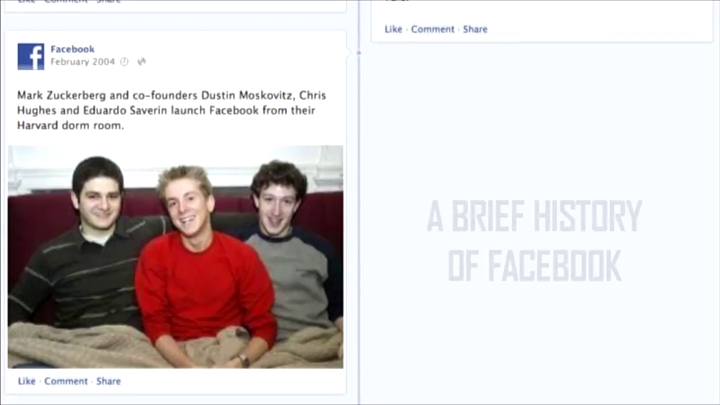 Like · Comment · Share
Facebook
February 2004
Mark Zuckerberg and co-founders Dustin Moskovitz, Chris
Hughes and Eduardo Saverin launch Facebook from their
Harvard dorm room.
Like · Comment · Share
Like · Comment · Share
A BRIEF HISTORY
OF FACEBOOK